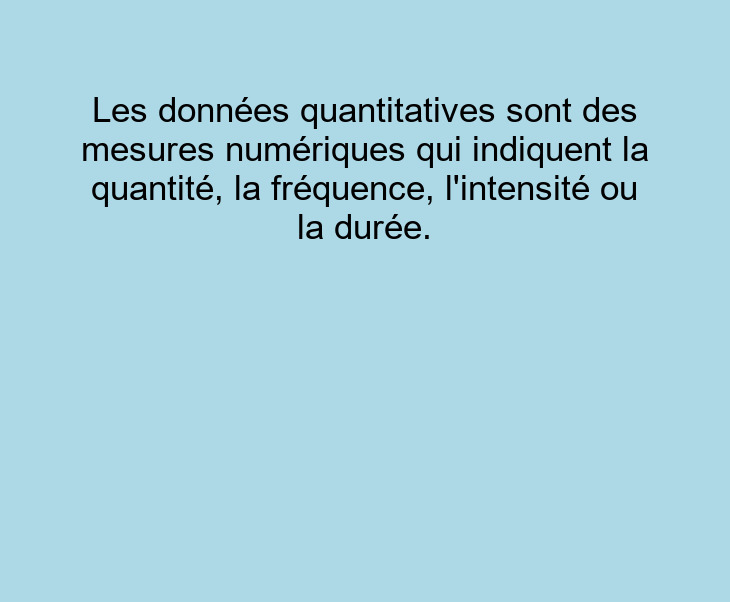 Les données quantitatives sont des
mesures numériques qui indiquent la
quantité, la fréquence, l'intensité ou
la durée.